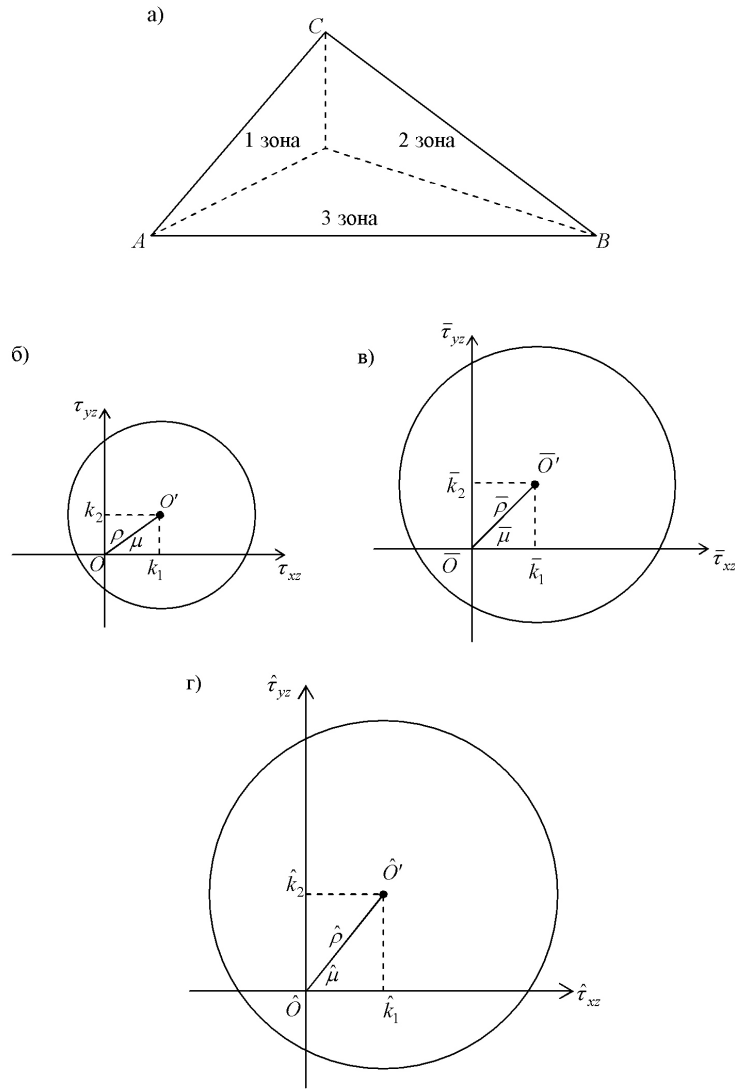 а)
C
1 зона
2 зона
3 зона
A
B
б)
τyz
k2
O′
ρ
μ
O
k1
τxz
в)
τ̅yz
k̅2
O̅′
ρ̅
μ̅
O̅
k̅1
τ̅xz
г)
τ̂yz
k̂2
Ô′
ρ̂
μ̂
Ô
k̂1
τ̂xz